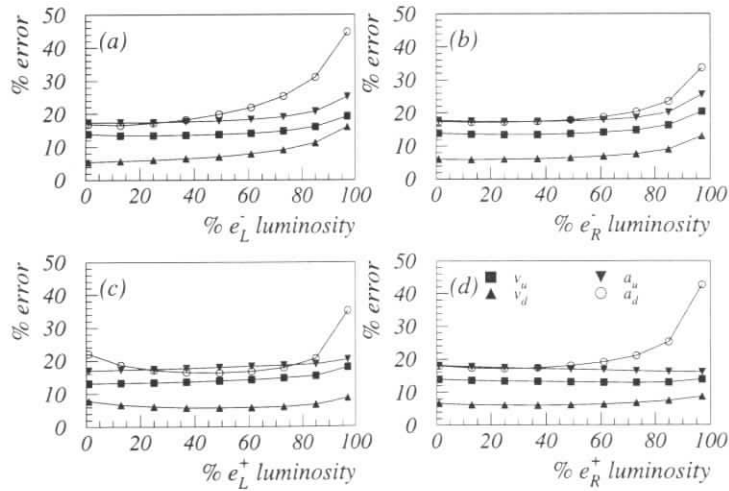 50
40
30
20
10
0
% error
(a)
0 20 40 60 80 100
% e⁻_L luminosity
50
40
30
20
10
0
% error
(b)
0 20 40 60 80 100
% e⁻_R luminosity
50
40
30
20
10
0
% error
(c)
0 20 40 60 80 100
% e⁺_L luminosity
50
40
30
20
10
0
% error
(d)
v_u a_u
v_d a_d
0 20 40 60 80 100
% e⁺_R luminosity